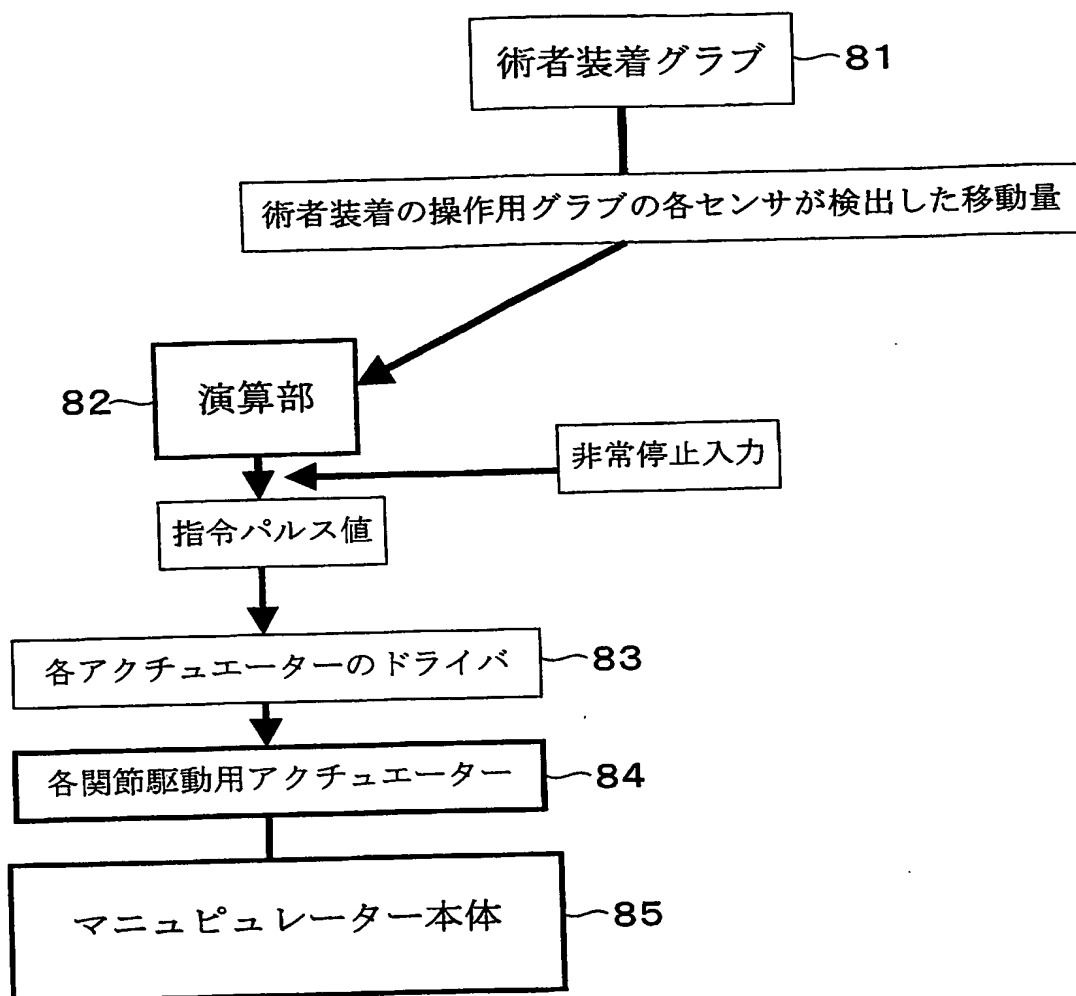 術者装着グラブ 81
術者装着の操作用グラブの各センサが検出した移動量
82 演算部
非常停止入力
指令パルス値
各アクチュエーターのドライバ 83
各関節駆動用アクチュエーター 84
マニュピュレーター本体 85